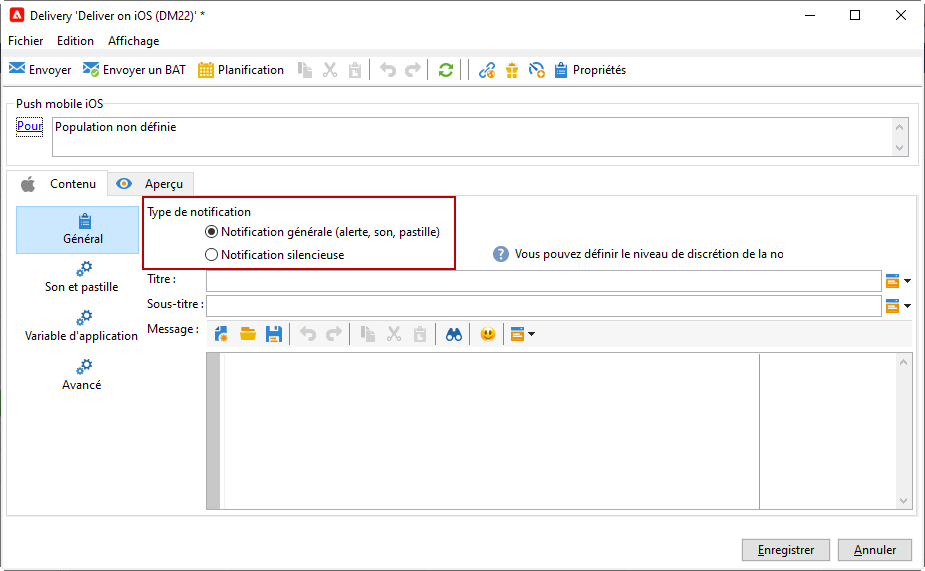 Delivery 'Deliver on iOS (DM22)' *
Fichier Edition Affichage
Envoyer Envoyer un BAT Planification Propriétés
Push mobile iOS
Pour Population non définie
Contenu Aperçu
Type de notification
Général
Notification générale (alerte, son, pastille)
Notification silencieuse
? Vous pouvez définir le niveau de discrétion de la no
Son et pastille
Titre :
Sous-titre :
Variable d'application
Message :
Avancé
Enregistrer Annuler